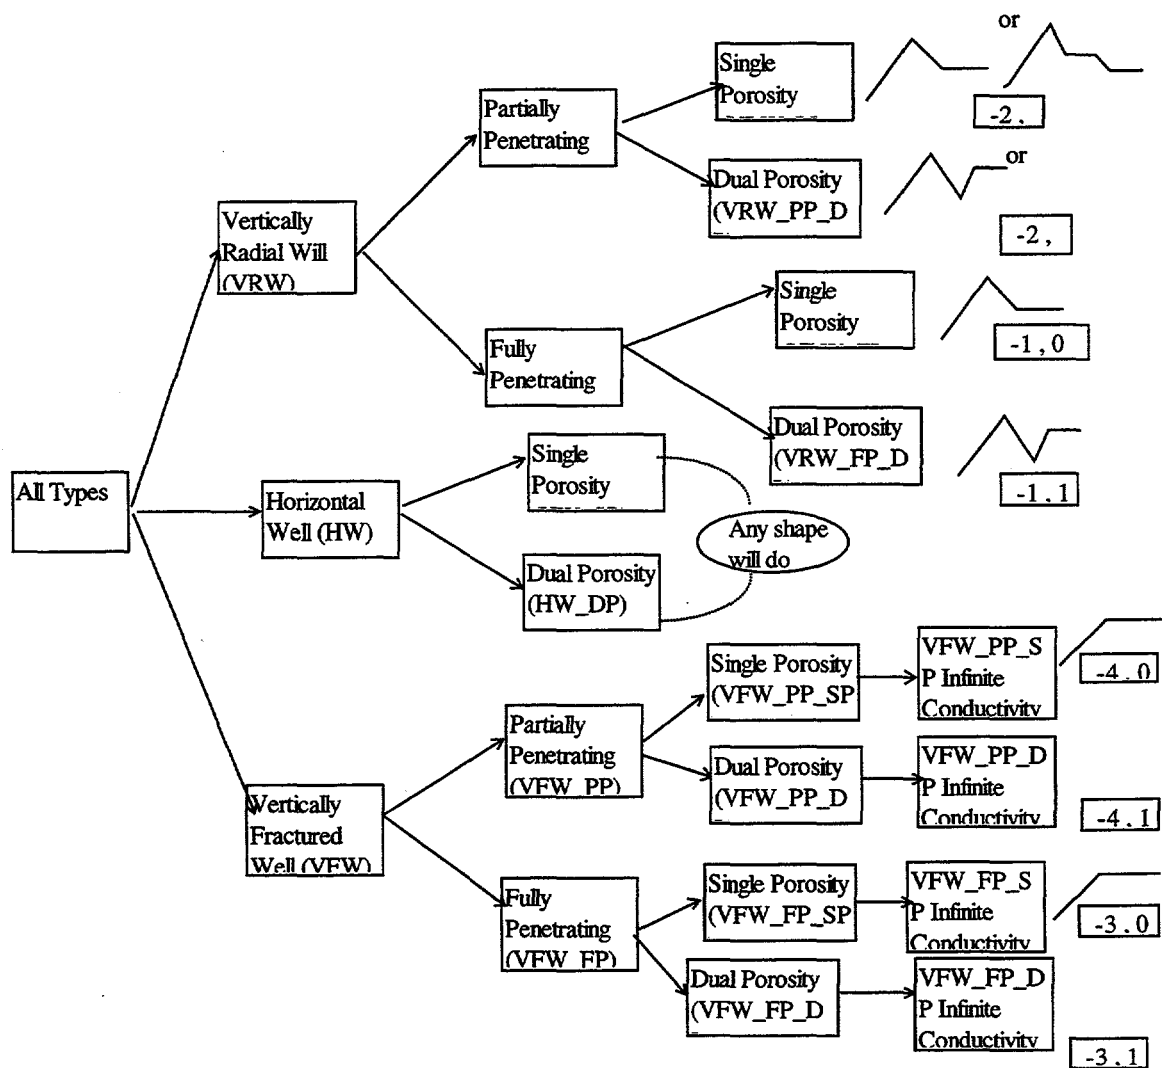 or
Single
Porosity
-2.
Partially
Penetrating
or
Dual Porosity
(VRW_PP_D
-2,
Vertically
Radial Will
(VRW)
Single
Porosity
-1,0
Fully
Penetrating
Dual Porosity
(VRW_FP_D
-1.1
All Types
Horizontal
Well (HW)
Single
Porosity
Any shape
will do
Dual Porosity
(HW_DP)
VFW_PP_S
P Infinite
Conductivity
-4.0
Single Porosity
(VFW_PP_SP
Partially
Penetrating
(VFW_PP)
Dual Porosity
(VFW_PP_D
VFW_PP_D
P Infinite
Conductivity
-4.1
Vertically
Fractured
Well (VFW)
Single Porosity
(VFW_FP_SP
VFW_FP_S
P Infinite
Conductivity
-3.0
Fully
Penetrating
(VFW_FP)
Dual Porosity
(VFW_FP_D
VFW_FP_D
P Infinite
Conductivity
-3.1